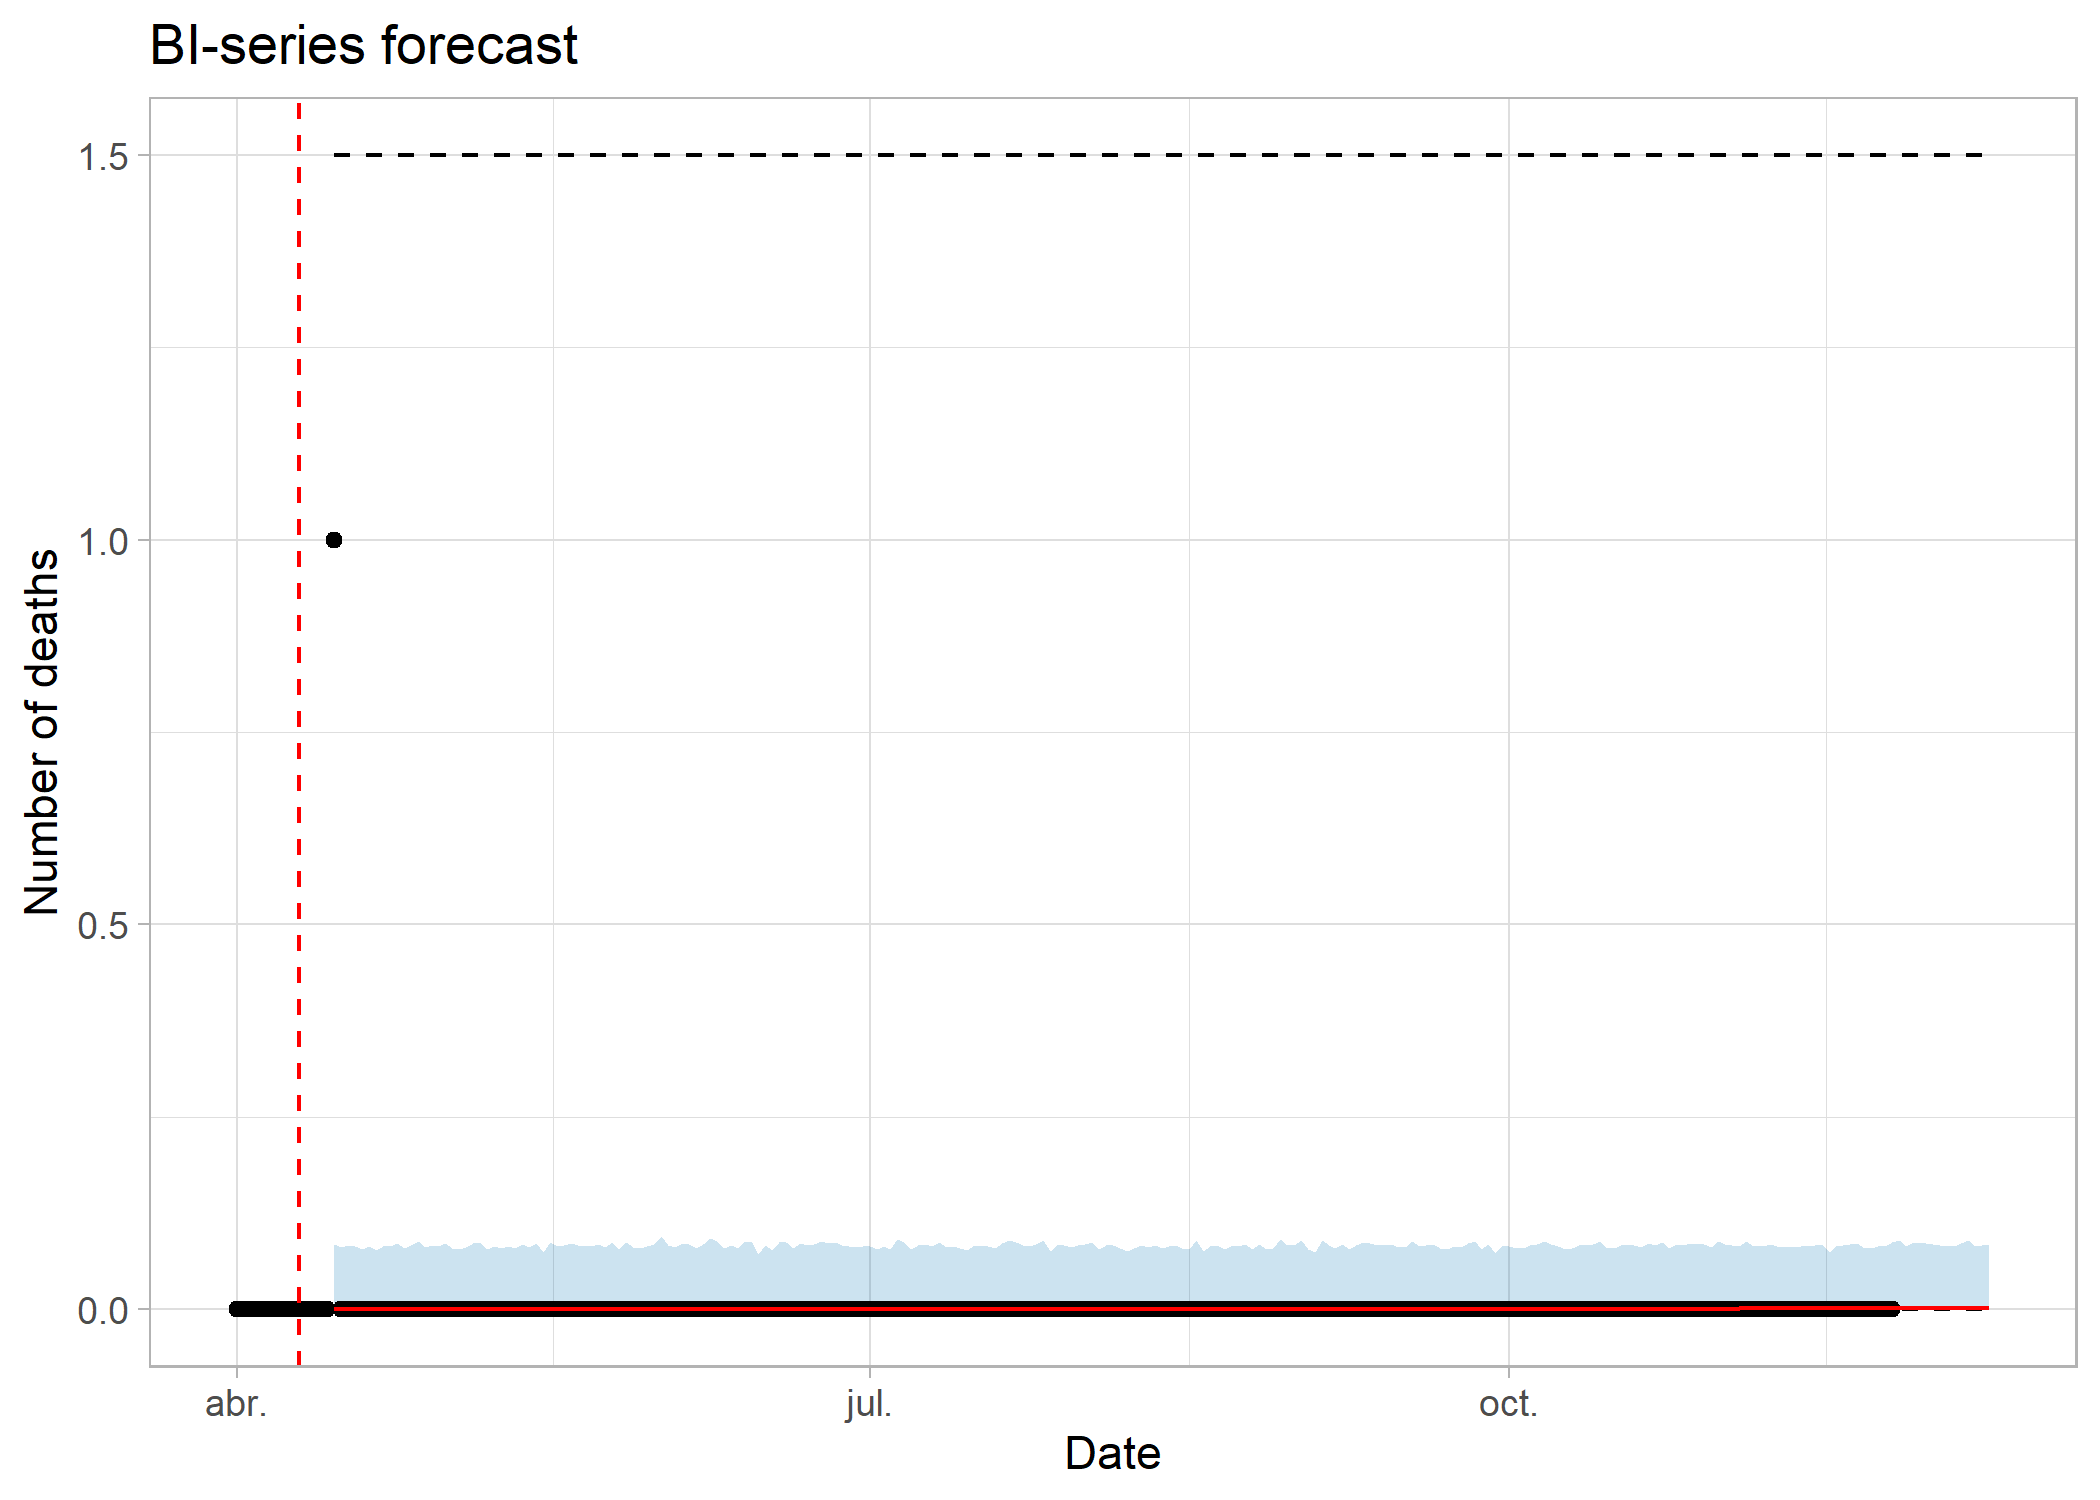 BI-series forecast
Number of deaths
1.5
1.0
0.5
0.0
abr.
jul.
oct.
Date